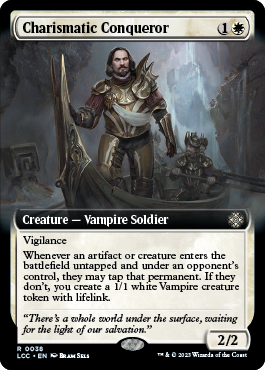 Charismatic Conqueror 1
Creature — Vampire Soldier
Vigilance
Whenever an artifact or creature enters the
battlefield untapped and under an opponent's
control, they may tap that permanent. If they
don't, you create a 1/1 white Vampire creature
token with lifelink.
"There's a whole world under the surface, waiting
for the light of our salvation."
2/2
R 0038
LCC • EN Bram Sels
™ & © 2023 Wizards of the Coast